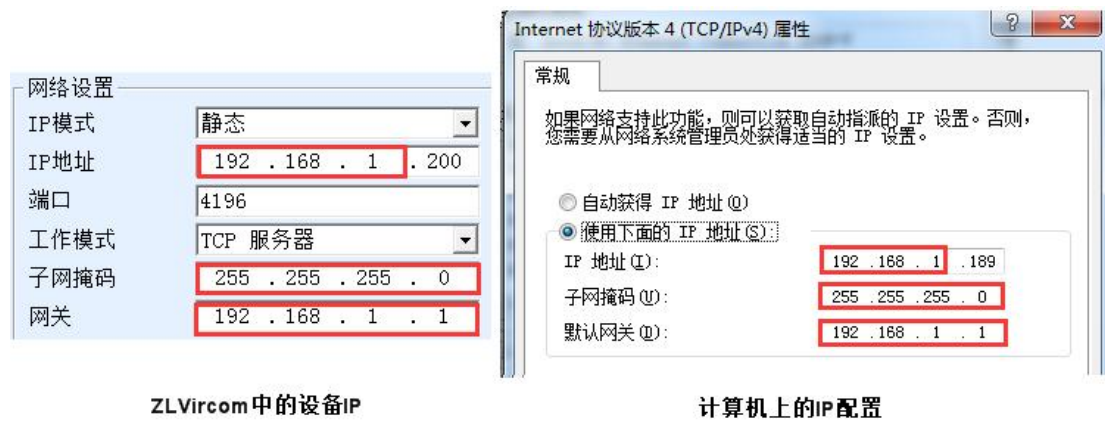 网络设置
IP模式 静态
IP地址 192 . 168 . 1 . 200
端口 4196
工作模式 TCP 服务器
子网掩码 255 . 255 . 255 . 0
网关 192 . 168 . 1 . 1
ZLVircom中的设备IP
Internet 协议版本 4 (TCP/IPv4) 属性
常规
如果网络支持此功能，则可以获取自动指派的 IP 设置。否则，
您需要从网络系统管理员处获得适当的 IP 设置。
自动获得 IP 地址(O)
使用下面的 IP 地址(S):
IP 地址(I): 192 .168 . 1 .189
子网掩码(U): 255 .255 .255 . 0
默认网关(D): 192 .168 . 1 . 1
计算机上的IP配置